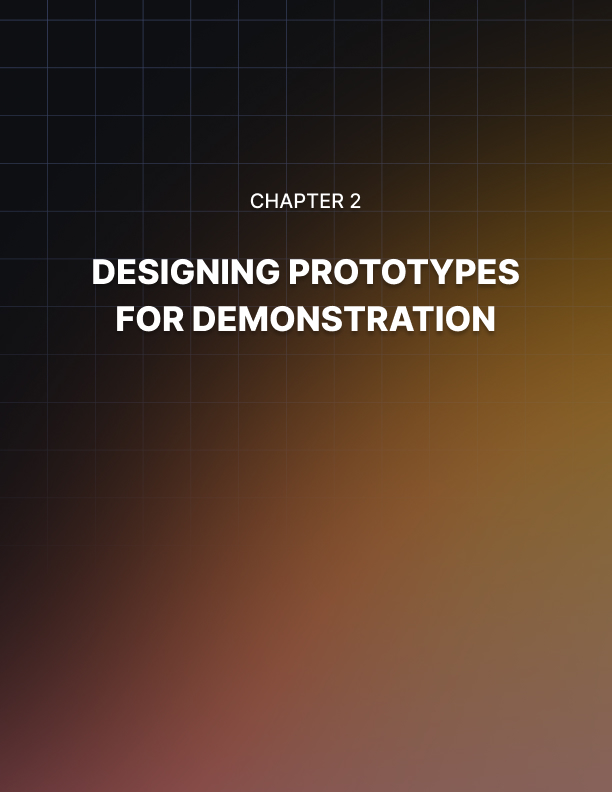 CHAPTER 2
DESIGNING PROTOTYPES
FOR DEMONSTRATION